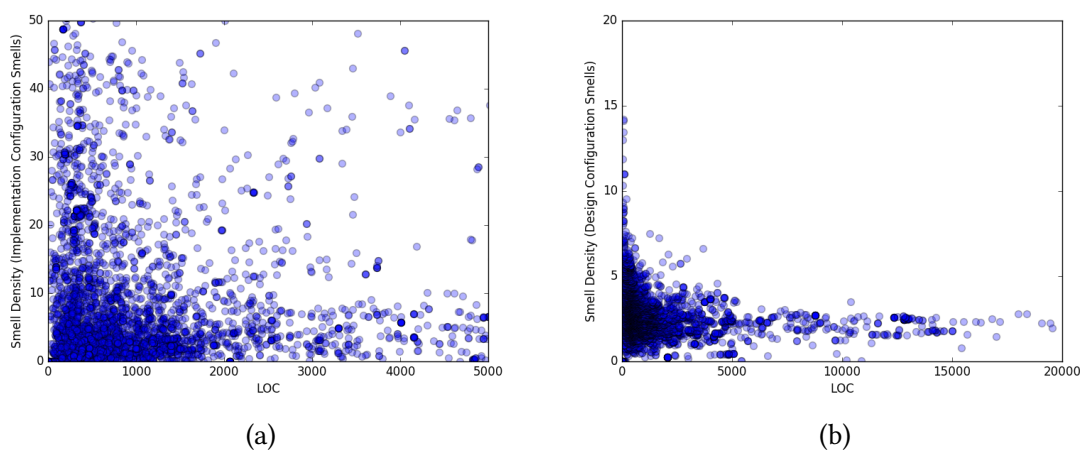 50
40
30
20
10
0
Smell Density (Implementation Configuration Smells)
0 1000 2000 3000 4000 5000
LOC
(a)
20
15
10
5
0
Smell Density (Design Configuration Smells)
0 5000 10000 15000 20000
LOC
(b)